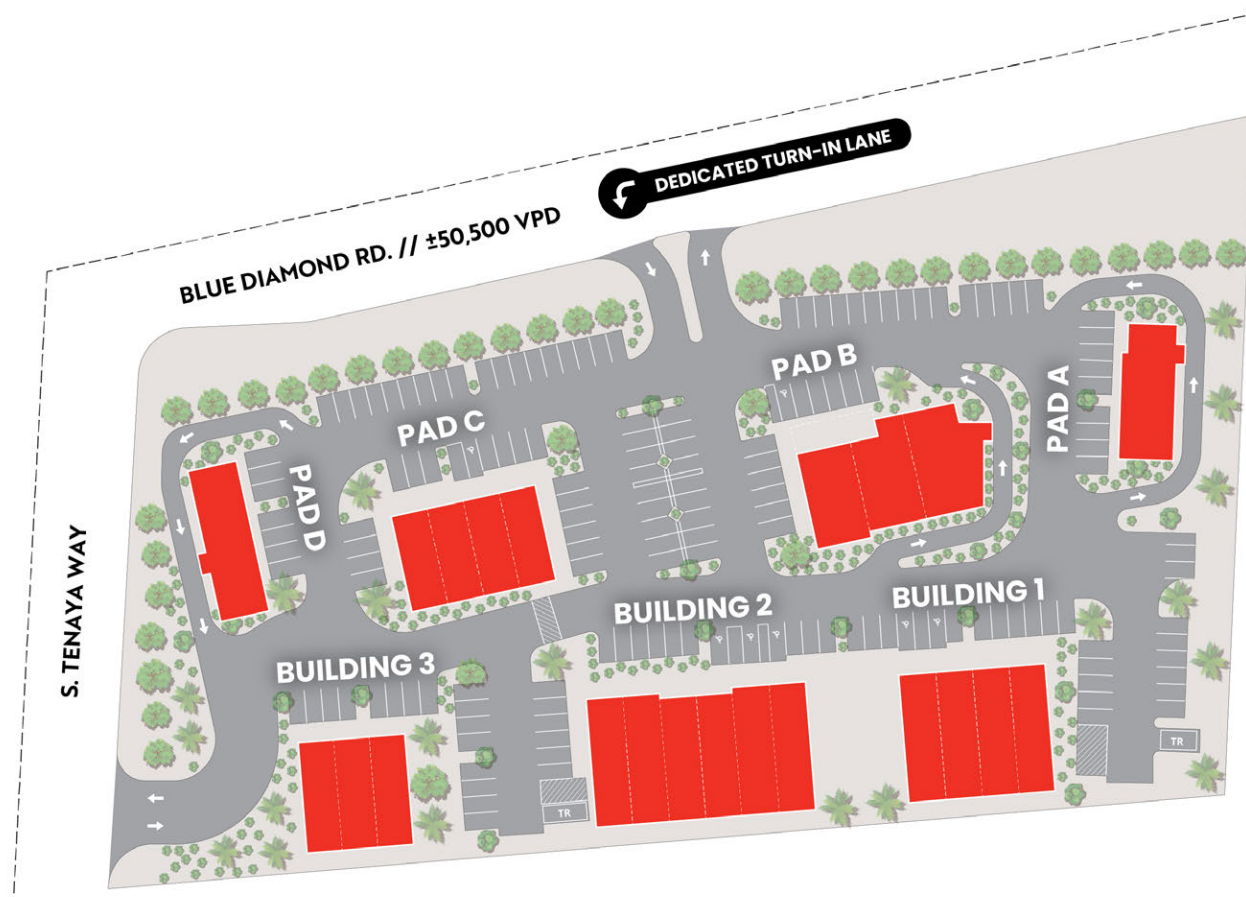 DEDICATED TURN-IN LANE
BLUE DIAMOND RD. // ±50,500 VPD
S. TENAYA WAY
PAD B
PAD A
PAD C
PAD D
BUILDING 1
BUILDING 2
BUILDING 3
TR
TR